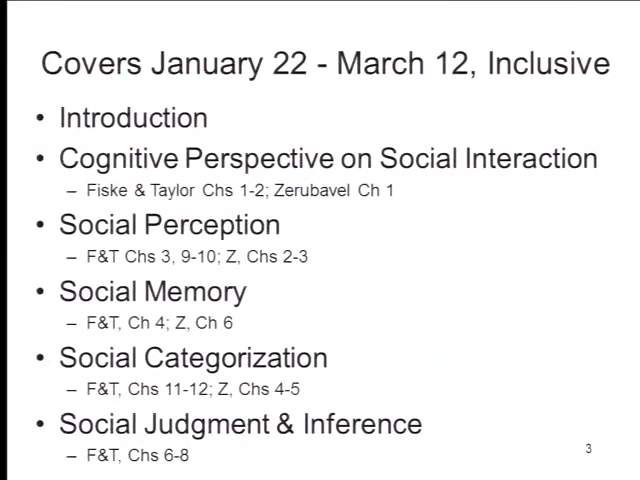 Covers January 22 - March 12, Inclusive
• Introduction
• Cognitive Perspective on Social Interaction
– Fiske & Taylor Chs 1-2; Zerubavel Ch 1
• Social Perception
– F&T Chs 3, 9-10; Z, Chs 2-3
• Social Memory
– F&T, Ch 4; Z, Ch 6
• Social Categorization
– F&T, Chs 11-12; Z, Chs 4-5
• Social Judgment & Inference
– F&T, Chs 6-8
3